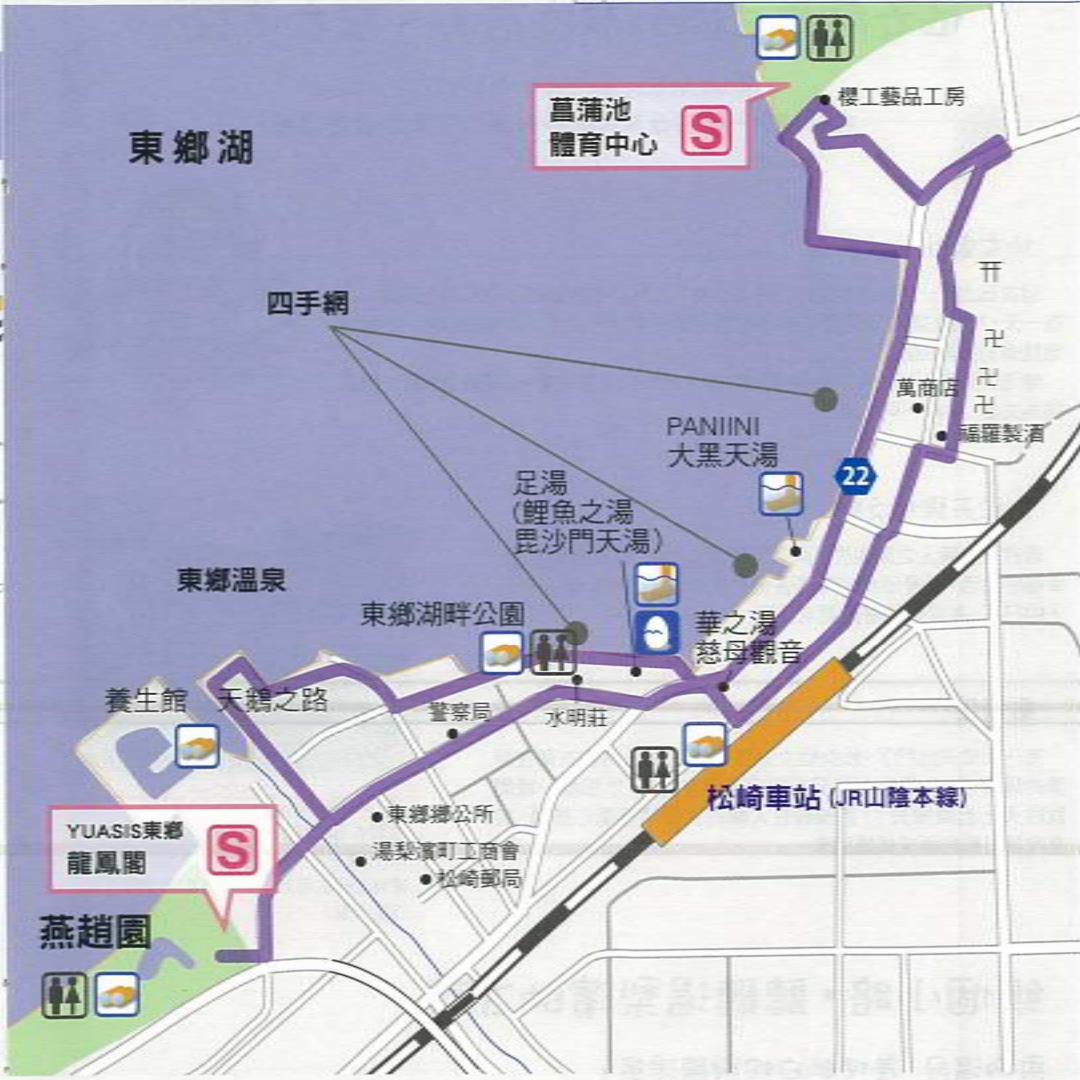 櫻工藝品工房
菖蒲池
體育中心
S
東鄉湖
四手網
萬商店
福羅製酒
PANIINI
大黑天湯
22
足湯
(鯉魚之湯
毘沙門天湯)
東鄉溫泉
東鄉湖畔公園
華之湯
慈母觀音
養生館
天鵝之路
警察局
水明莊
松崎車站(JR山陰本線)
東鄉鄉公所
湯梨濱町工商會
松崎郵局
YUASIS東鄉
龍鳳閣
S
燕趙園